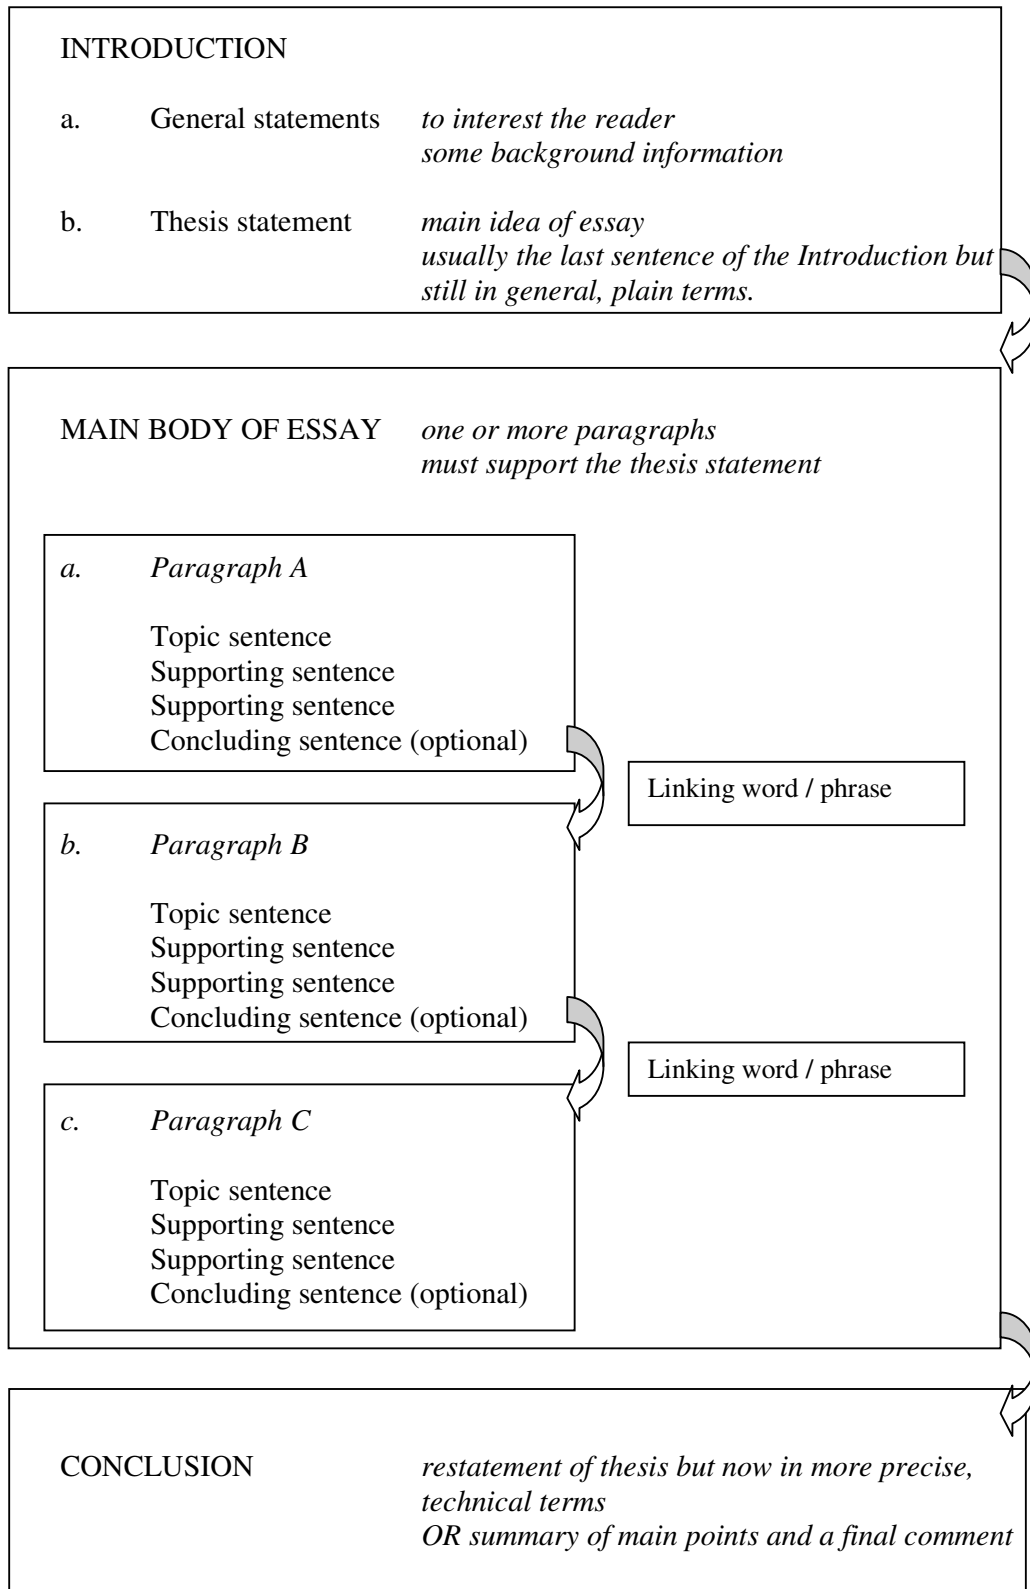 INTRODUCTION
a. General statements to interest the reader
some background information
b. Thesis statement main idea of essay
usually the last sentence of the Introduction but
still in general, plain terms.
MAIN BODY OF ESSAY one or more paragraphs
must support the thesis statement
a. Paragraph A
Topic sentence
Supporting sentence
Supporting sentence
Concluding sentence (optional)
Linking word / phrase
b. Paragraph B
Topic sentence
Supporting sentence
Supporting sentence
Concluding sentence (optional)
Linking word / phrase
c. Paragraph C
Topic sentence
Supporting sentence
Supporting sentence
Concluding sentence (optional)
CONCLUSION restatement of thesis but now in more precise,
technical terms
OR summary of main points and a final comment